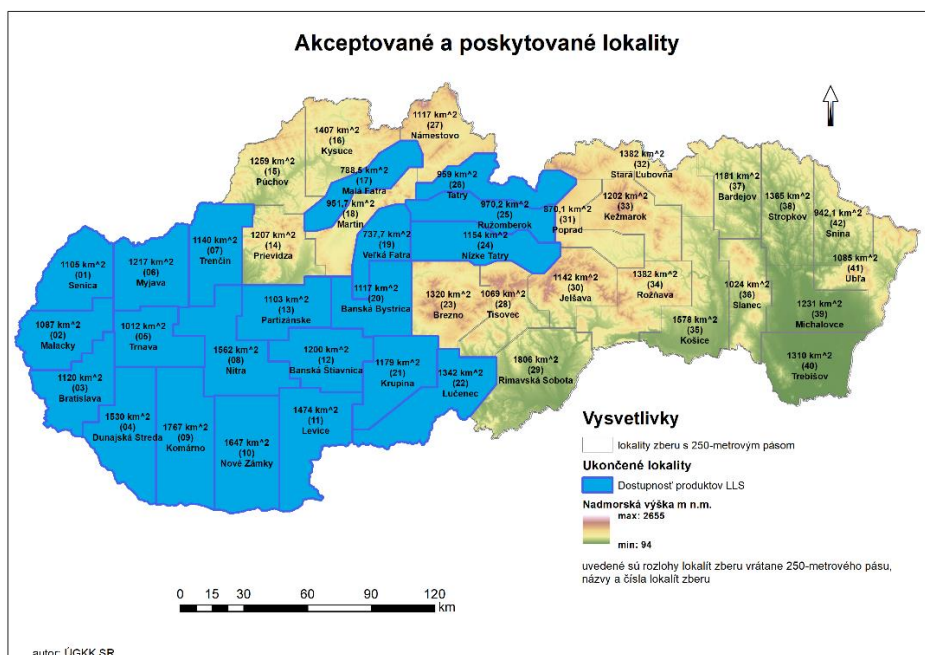 Akceptované a poskytované lokality
1117 km^2
(27)
Námestovo
1407 km^2
(16)
Kysuce
1259 km^2
(15)
Púchov
788,5 km^2
(17)
Malá Fatra
951,7 km^2
(18)
Martin
959 km^2
(26)
Tatry
970,2 km^2
(25)
Ružomberok
1154 km^2
(24)
Nízke Tatry
870,1 km^2
(31)
Poprad
1382 km^2
(32)
Stará Ľubovňa
1202 km^2
(33)
Kežmarok
1181 km^2
(37)
Bardejov
1365 km^2
(38)
Stropkov
942,1 km^2
(42)
Snina
1085 km^2
(41)
Ubľa
1207 km^2
(14)
Prievidza
1140 km^2
(07)
Trenčín
1217 km^2
(06)
Myjava
1105 km^2
(01)
Senica
737,7 km^2
(19)
Veľká Fatra
1117 km^2
(20)
Banská Bystrica
1103 km^2
(13)
Partizánske
1320 km^2
(23)
Brezno
1069 km^2
(28)
Tisovec
1142 km^2
(30)
Jelšava
1382 km^2
(34)
Rožňava
1024 km^2
(36)
Slanec
1578 km^2
(35)
Košice
1231 km^2
(39)
Michalovce
1310 km^2
(40)
Trebišov
1087 km^2
(02)
Malacky
1012 km^2
(05)
Trnava
1562 km^2
(08)
Nitra
1200 km^2
(12)
Banská Štiavnica
1179 km^2
(21)
Krupina
1342 km^2
(22)
Lučenec
1806 km^2
(29)
Rimavská Sobota
1120 km^2
(03)
Bratislava
1530 km^2
(04)
Dunajská Streda
1767 km^2
(09)
Komárno
1647 km^2
(10)
Nové Zámky
1474 km^2
(11)
Levice
Vysvetlivky
lokality zberu s 250-metrovým pásom
Ukončené lokality
Dostupnosť produktov LLS
Nadmorská výška m n.m.
max: 2655
min: 94
uvedené sú rozlohy lokalít zberu vrátane 250-metrového pásu,
názvy a čísla lokalít zberu
0 15 30 60 90 120
km
autor: ÚGKK SR